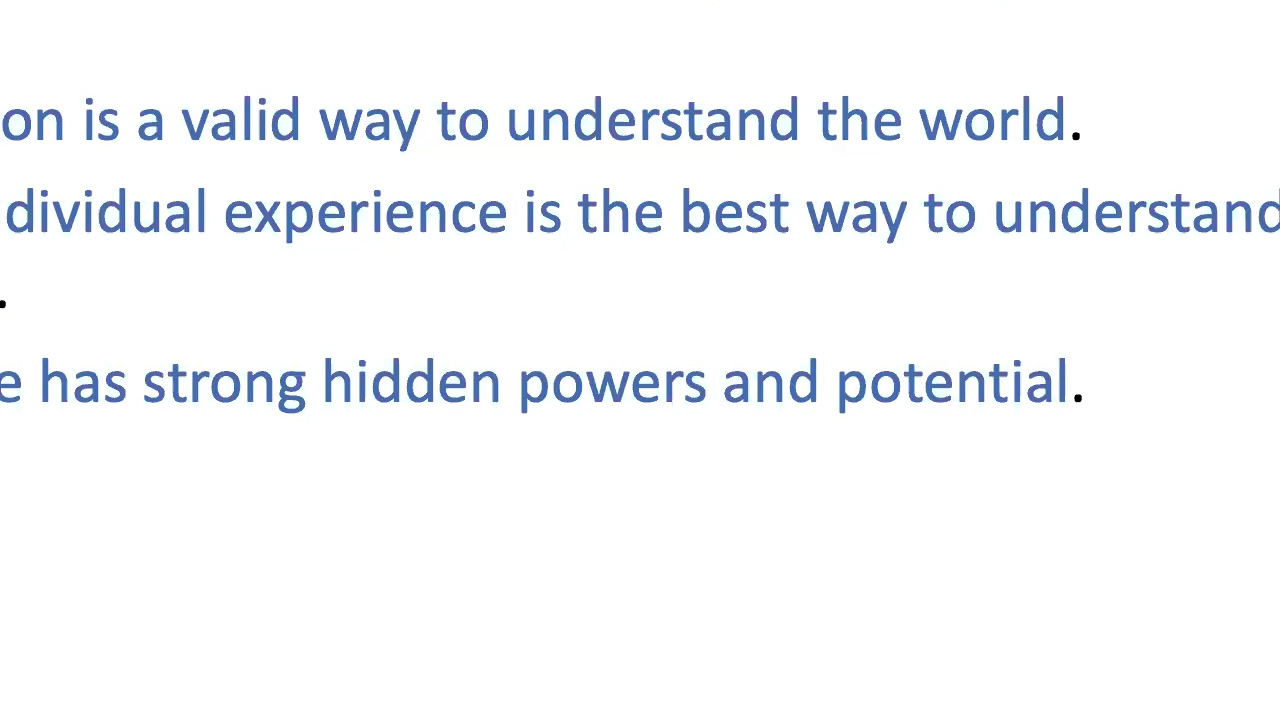 on is a valid way to understand the world.
dividual experience is the best way to understand
.
e has strong hidden powers and potential.